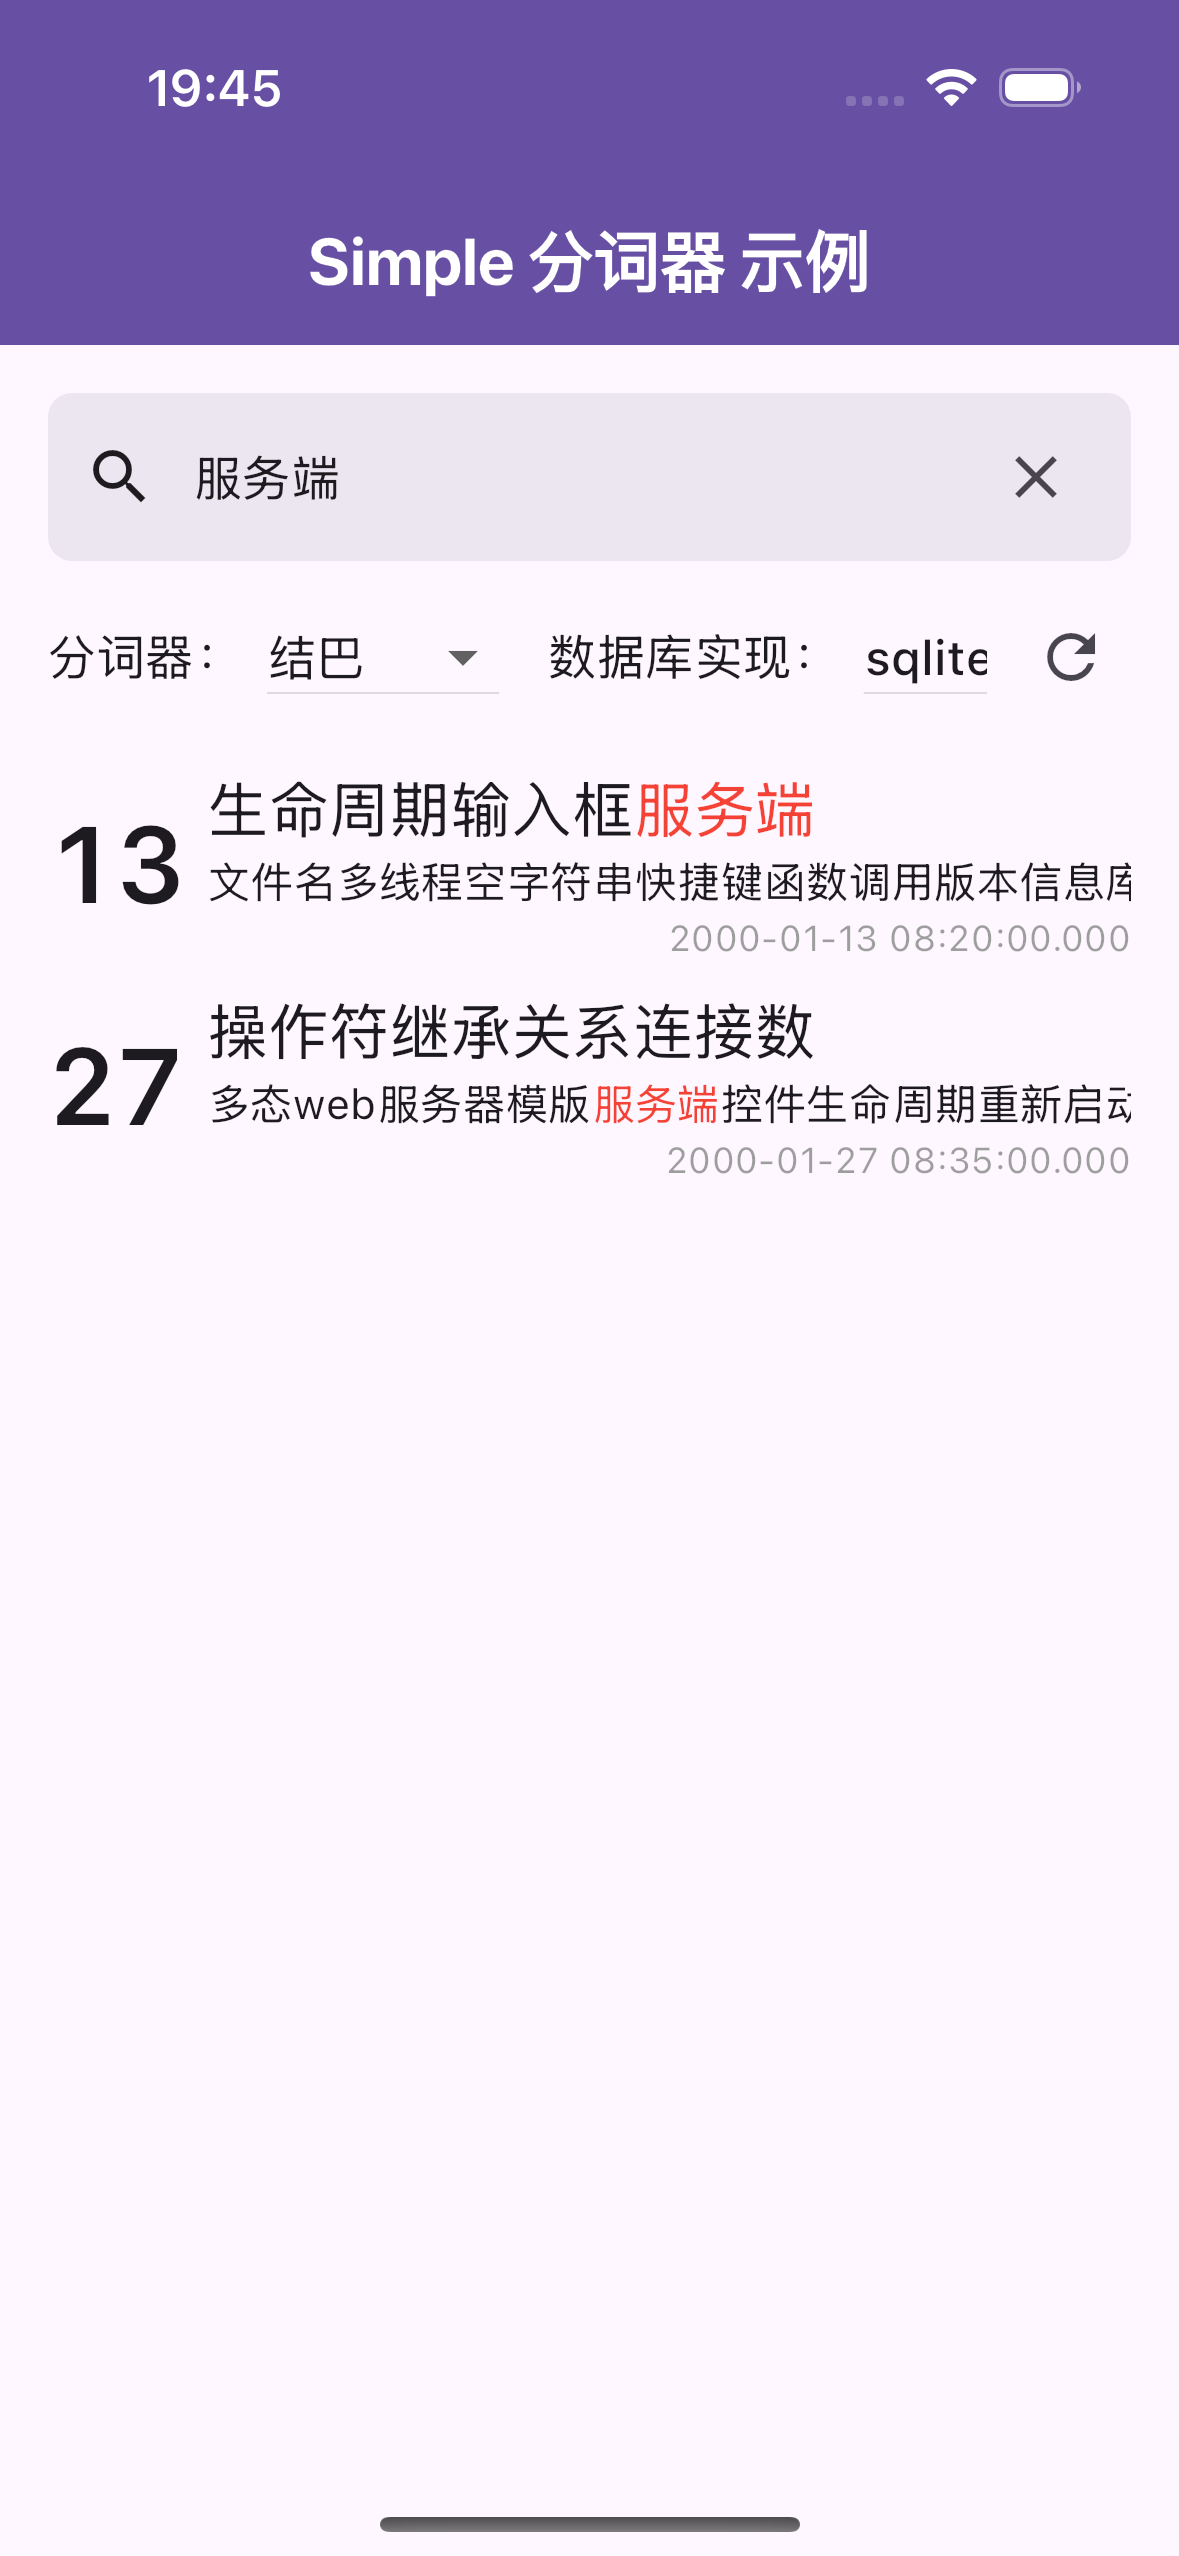 19:45
Simple 分词器 示例
服务端
分词器： 结巴 数据库实现： sqlite
13
生命周期输入框服务端
文件名多线程空字符串快捷键函数调用版本信息库
2000-01-13 08:20:00.000
27
操作符继承关系连接数
多态web服务器模版服务端控件生命周期重新启动
2000-01-27 08:35:00.000